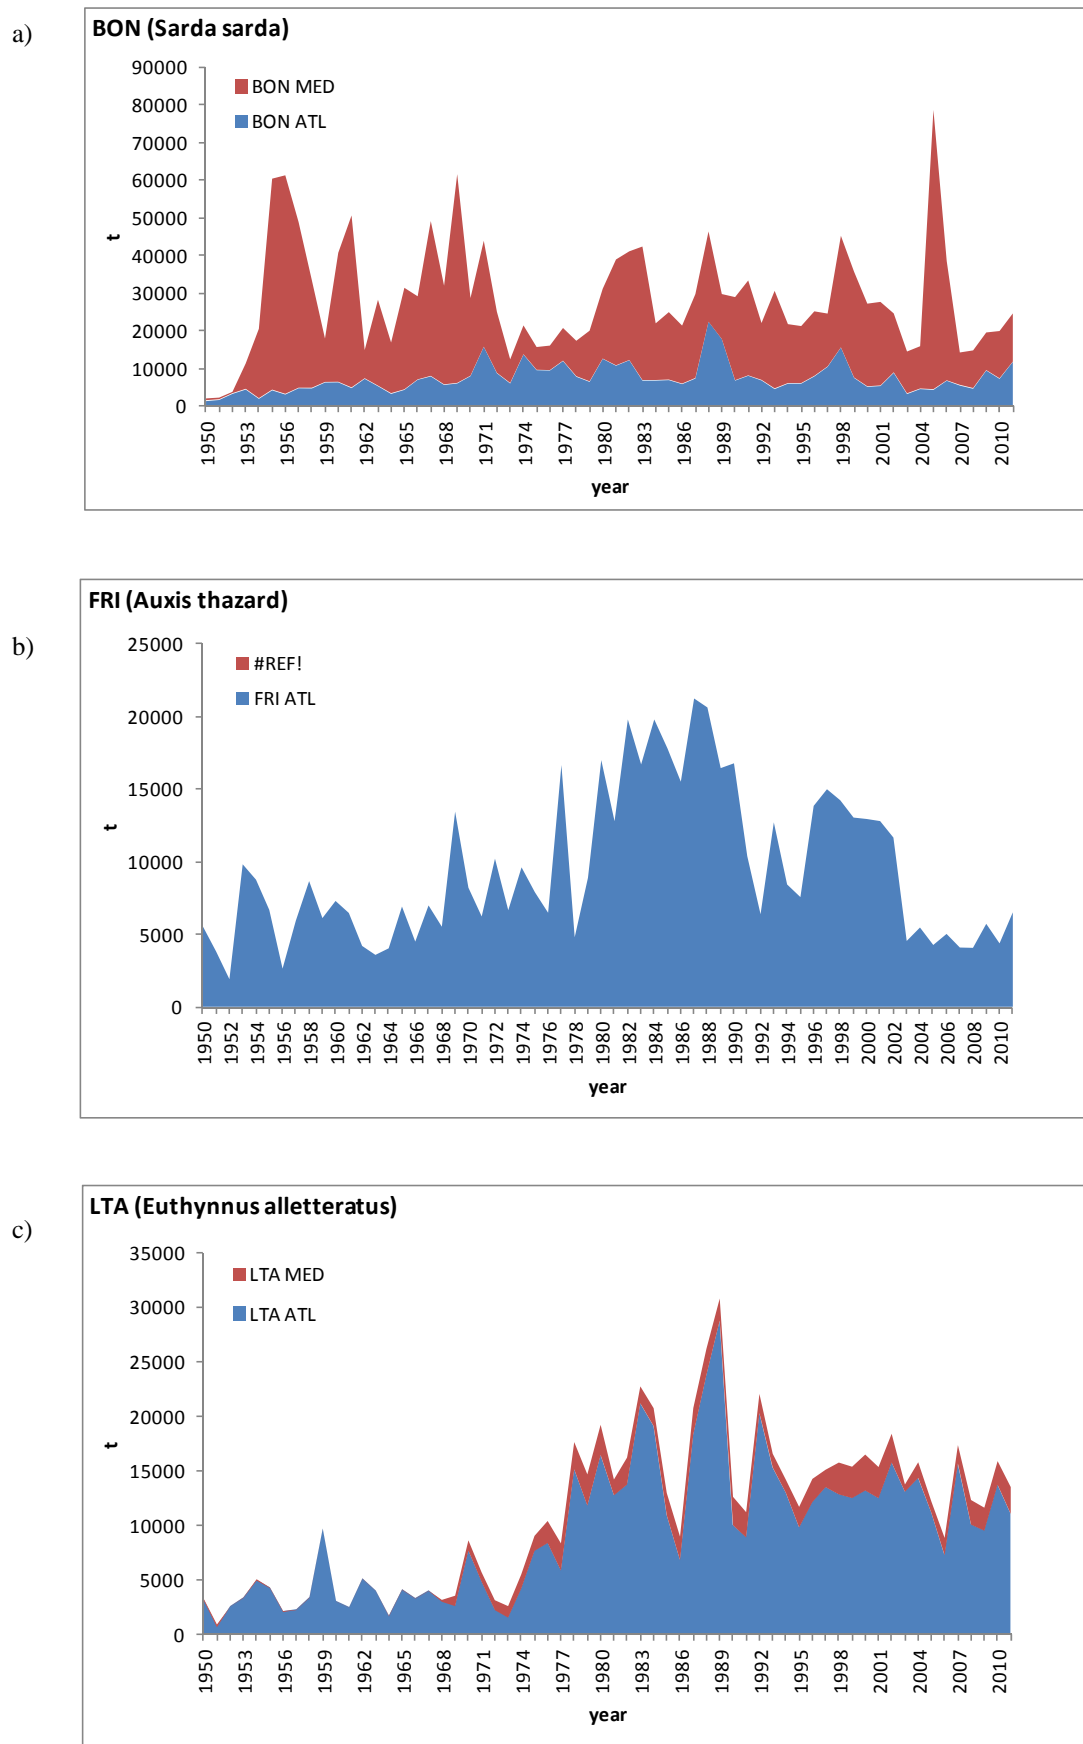 a)
BON (Sarda sarda)
90000
80000
70000
60000
50000
40000
30000
20000
10000
0
t
BON MED
BON ATL
1950 1953 1956 1959 1962 1965 1968 1971 1974 1977 1980 1983 1986 1989 1992 1995 1998 2001 2004 2007 2010
year
b)
FRI (Auxis thazard)
25000
20000
15000
10000
5000
0
t
#REF!
FRI ATL
1950 1952 1954 1956 1958 1960 1962 1964 1966 1968 1970 1972 1974 1976 1978 1980 1982 1984 1986 1988 1990 1992 1994 1996 1998 2000 2002 2004 2006 2008 2010
year
c)
LTA (Euthynnus alletteratus)
35000
30000
25000
20000
15000
10000
5000
0
t
LTA MED
LTA ATL
1950 1953 1956 1959 1962 1965 1968 1971 1974 1977 1980 1983 1986 1989 1992 1995 1998 2001 2004 2007 2010
year